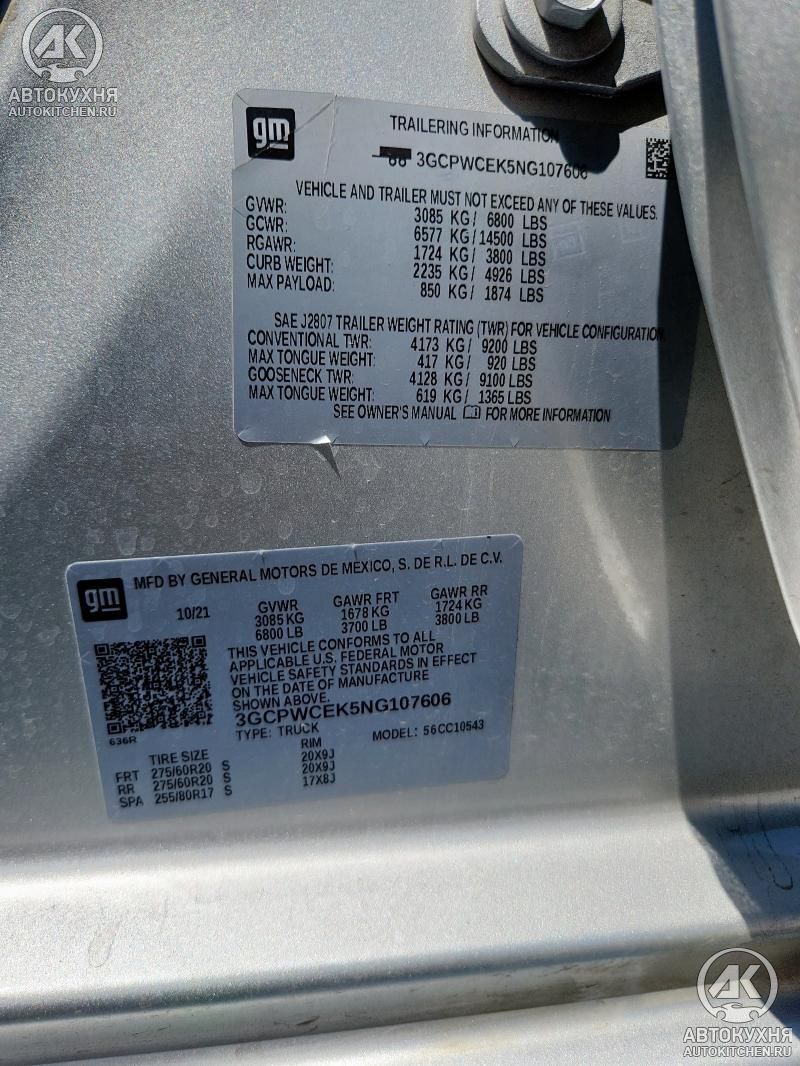 АК
АВТОКУХНЯ
AUTOKITCHEN.RU
gm
TRAILERING INFORMATION
3GCPWCEK5NG107606
VEHICLE AND TRAILER MUST NOT EXCEED ANY OF THESE VALUES.
GVWR: 3085 KG / 6800 LBS
GCWR: 6577 KG / 14500 LBS
RGAWR: 1724 KG / 3800 LBS
CURB WEIGHT: 2235 KG / 4926 LBS
MAX PAYLOAD: 850 KG / 1874 LBS
SAE J2807 TRAILER WEIGHT RATING (TWR) FOR VEHICLE CONFIGURATION.
CONVENTIONAL TWR: 4173 KG / 9200 LBS
MAX TONGUE WEIGHT: 417 KG / 920 LBS
GOOSENECK TWR: 4128 KG / 9100 LBS
MAX TONGUE WEIGHT: 619 KG / 1365 LBS
SEE OWNER'S MANUAL FOR MORE INFORMATION
gm
MFD BY GENERAL MOTORS DE MEXICO, S. DE R.L. DE C.V.
10/21 GVWR GAWR FRT GAWR RR
3085 KG 1678 KG 1724 KG
6800 LB 3700 LB 3800 LB
THIS VEHICLE CONFORMS TO ALL
APPLICABLE U.S. FEDERAL MOTOR
VEHICLE SAFETY STANDARDS IN EFFECT
ON THE DATE OF MANUFACTURE
SHOWN ABOVE.
3GCPWCEK5NG107606
636R
TYPE: TRUCK MODEL: 56CC10543
TIRE SIZE RIM
FRT 275/60R20 S 20X9J
RR 275/60R20 S 20X9J
SPA 255/80R17 S 17X8J
АК
АВТОКУХНЯ
AUTOKITCHEN.RU